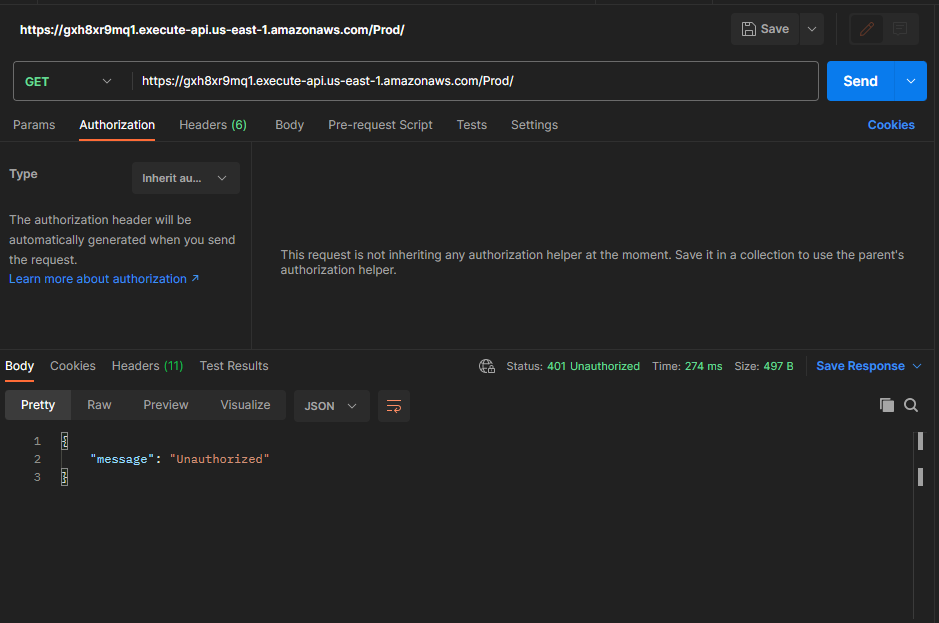 https://gxh8xr9mq1.execute-api.us-east-1.amazonaws.com/Prod/
Save
GET https://gxh8xr9mq1.execute-api.us-east-1.amazonaws.com/Prod/ Send
Params Authorization Headers (6) Body Pre-request Script Tests Settings Cookies
Type Inherit au...
The authorization header will be
automatically generated when you send
the request.
Learn more about authorization ↗
This request is not inheriting any authorization helper at the moment. Save it in a collection to use the parent's
authorization helper.
Body Cookies Headers (11) Test Results Status: 401 Unauthorized Time: 274 ms Size: 497 B Save Response
Pretty Raw Preview Visualize JSON
1 {
2 "message": "Unauthorized"
3 }